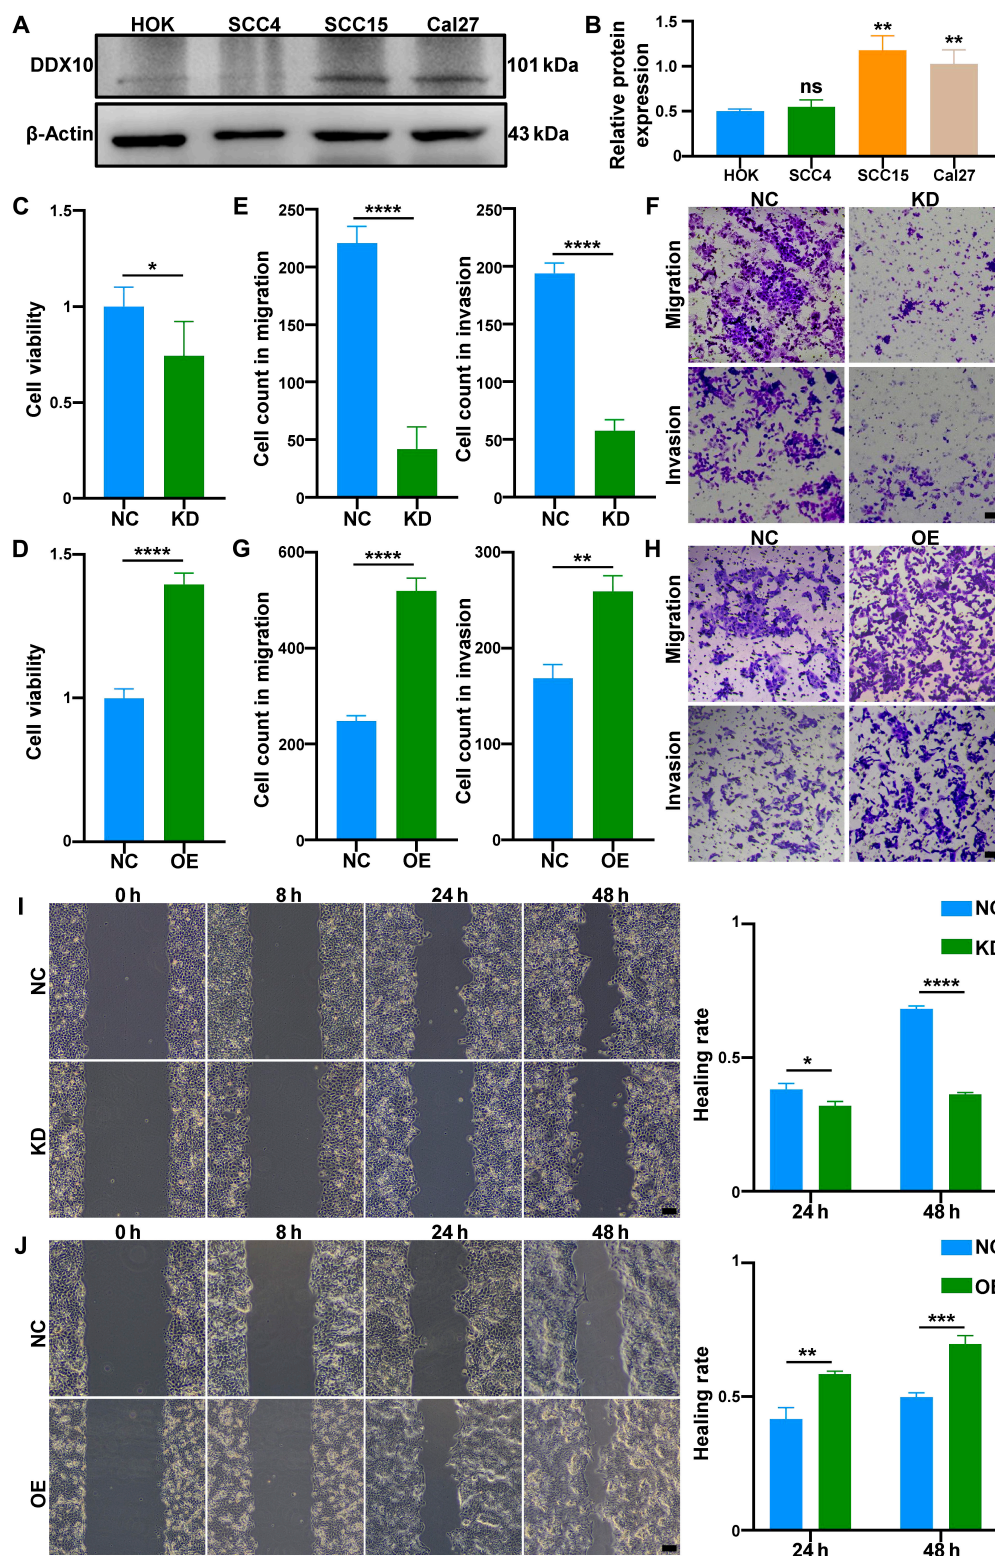 A
HOK SCC4 SCC15 Cal27
DDX10
101 kDa
β-Actin
43 kDa
B
Relative protein
expression
1.5
1.0
0.5
0
ns
**
**
HOK SCC4 SCC15 Cal27
C
Cell viability
1.5
1
0.5
0
*
NC KD
E
Cell count in migration
250
200
150
100
50
0
****
NC KD
Cell count in invasion
250
200
150
100
50
0
****
NC KD
F
NC KD
Migration
Invasion
D
Cell viability
1.5
1
0
****
NC OE
G
Cell count in migration
600
400
200
0
****
NC OE
Cell count in invasion
300
200
100
0
**
NC OE
H
NC OE
Migration
Invasion
I
0 h 8 h 24 h 48 h
NC
KD
Healing rate
1
0.5
0
*
****
NC
KD
24 h 48 h
J
0 h 8 h 24 h 48 h
NC
OE
Healing rate
1
0.5
0
**
***
NC
OE
24 h 48 h